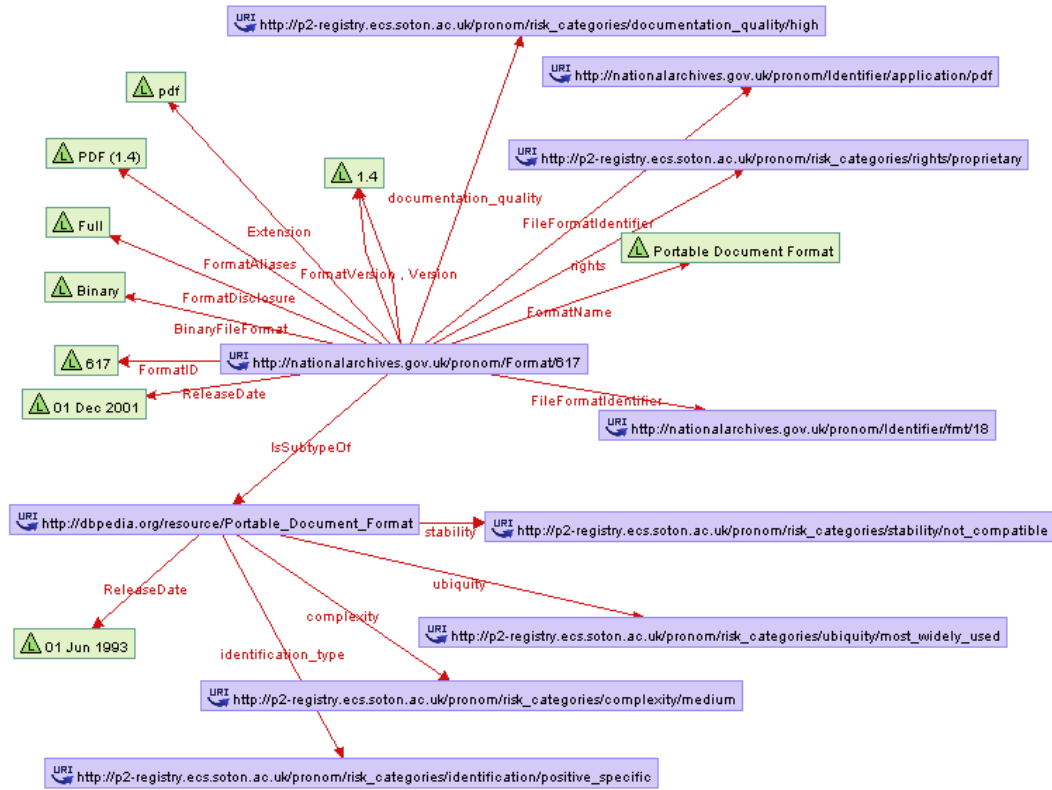 URI http://p2-registry.ecs.soton.ac.uk/pronom/risk_categories/documentation_quality/high
URI http://nationalarchives.gov.uk/pronom/Identifier/application/pdf
L pdf
L PDF (1.4)
URI http://p2-registry.ecs.soton.ac.uk/pronom/risk_categories/rights/proprietary
L 1.4
documentation_quality
L Full
Extension
FileFormatIdentifier
L Portable Document Format
FormatAliases
FormatVersion , Version
rights
L Binary
FormatDisclosure
FormatName
BinaryFileFormat
L 617
FormatID
URI http://nationalarchives.gov.uk/pronom/Format/617
L 01 Dec 2001
ReleaseDate
FileFormatIdentifier
URI http://nationalarchives.gov.uk/pronom/Identifier/fmt/18
IsSubtypeOf
URI http://dbpedia.org/resource/Portable_Document_Format
stability
URI http://p2-registry.ecs.soton.ac.uk/pronom/risk_categories/stability/not_compatible
ReleaseDate
ubiquity
complexity
URI http://p2-registry.ecs.soton.ac.uk/pronom/risk_categories/ubiquity/most_widely_used
L 01 Jun 1993
identification_type
URI http://p2-registry.ecs.soton.ac.uk/pronom/risk_categories/complexity/medium
URI http://p2-registry.ecs.soton.ac.uk/pronom/risk_categories/identification/positive_specific